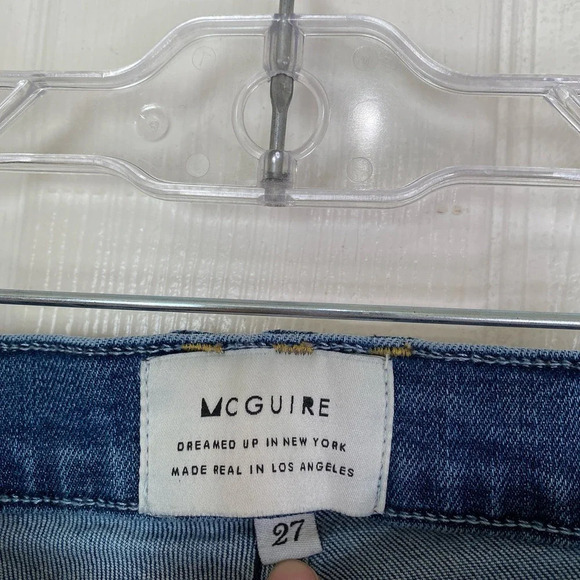 MCGUIRE
DREAMED UP IN NEW YORK
MADE REAL IN LOS ANGELES
27